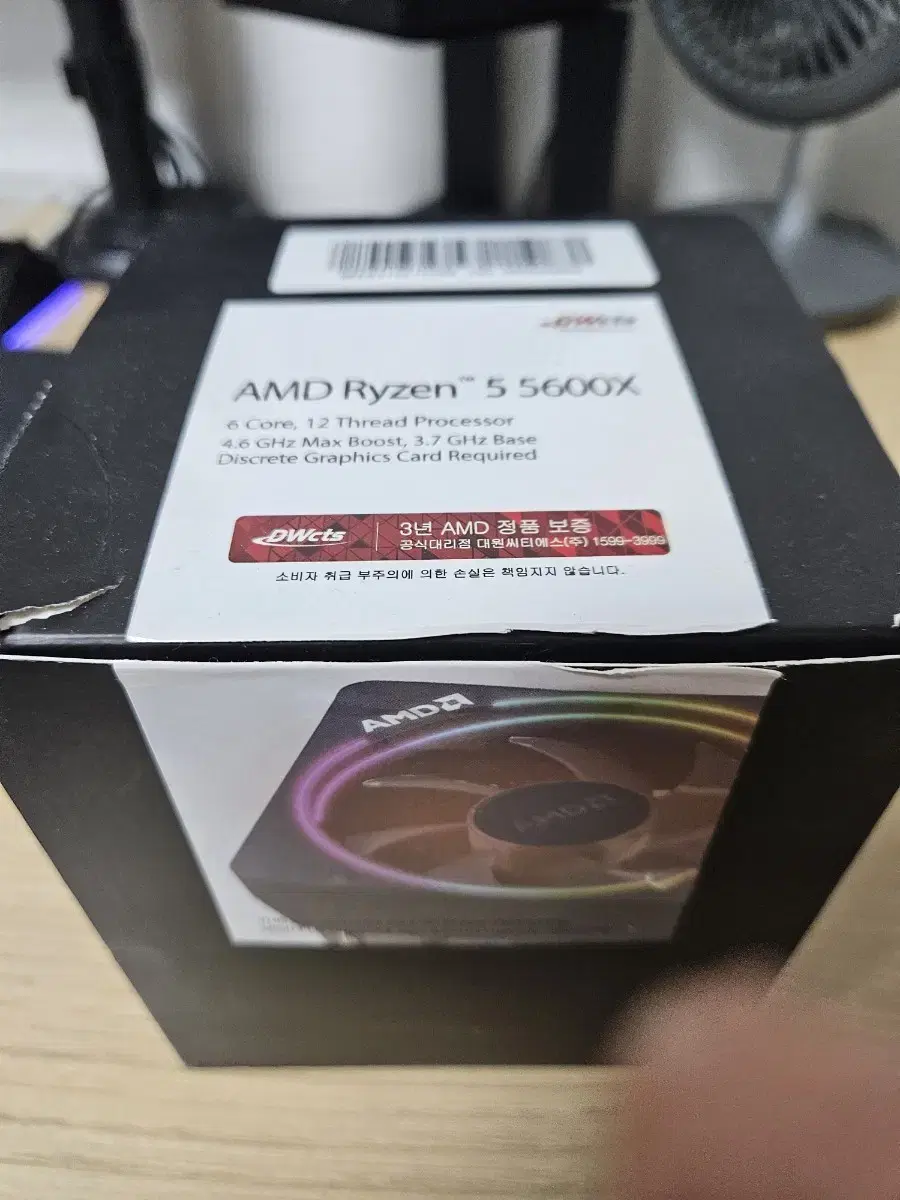 DWcts
AMD Ryzen™ 5 5600X
6 Core, 12 Thread Processor
4.6 GHz Max Boost, 3.7 GHz Base
Discrete Graphics Card Required
DWcts
3년 AMD 정품 보증
공식대리점 대원씨티에스(주) 1599-3999
소비자 취급 부주의에 의한 손실은 책임지지 않습니다.
AMD
AMD